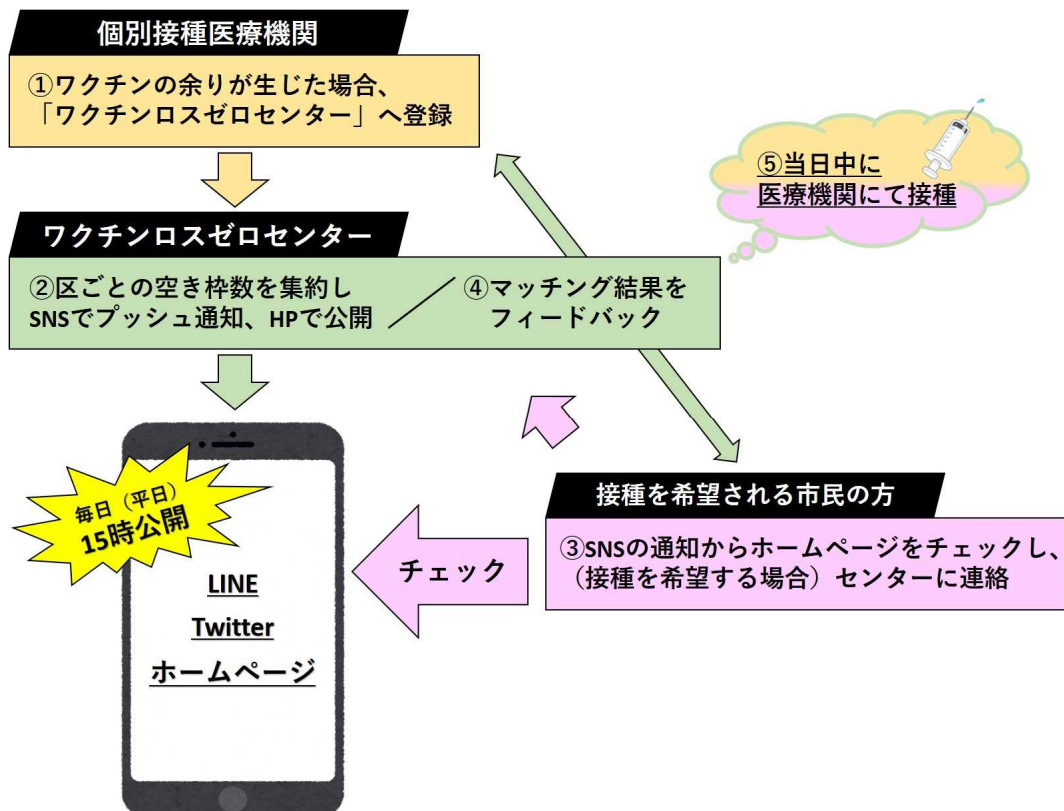 個別接種医療機関
①ワクチンの余りが生じた場合、
「ワクチンロスゼロセンター」へ登録
⑤当日中に
医療機関にて接種
ワクチンロスゼロセンター
②区ごとの空き枠数を集約し
SNSでプッシュ通知、HPで公開
④マッチング結果を
フィードバック
毎日（平日）
15時公開
LINE
Twitter
ホームページ
チェック
接種を希望される市民の方
③SNSの通知からホームページをチェックし、
（接種を希望する場合）センターに連絡